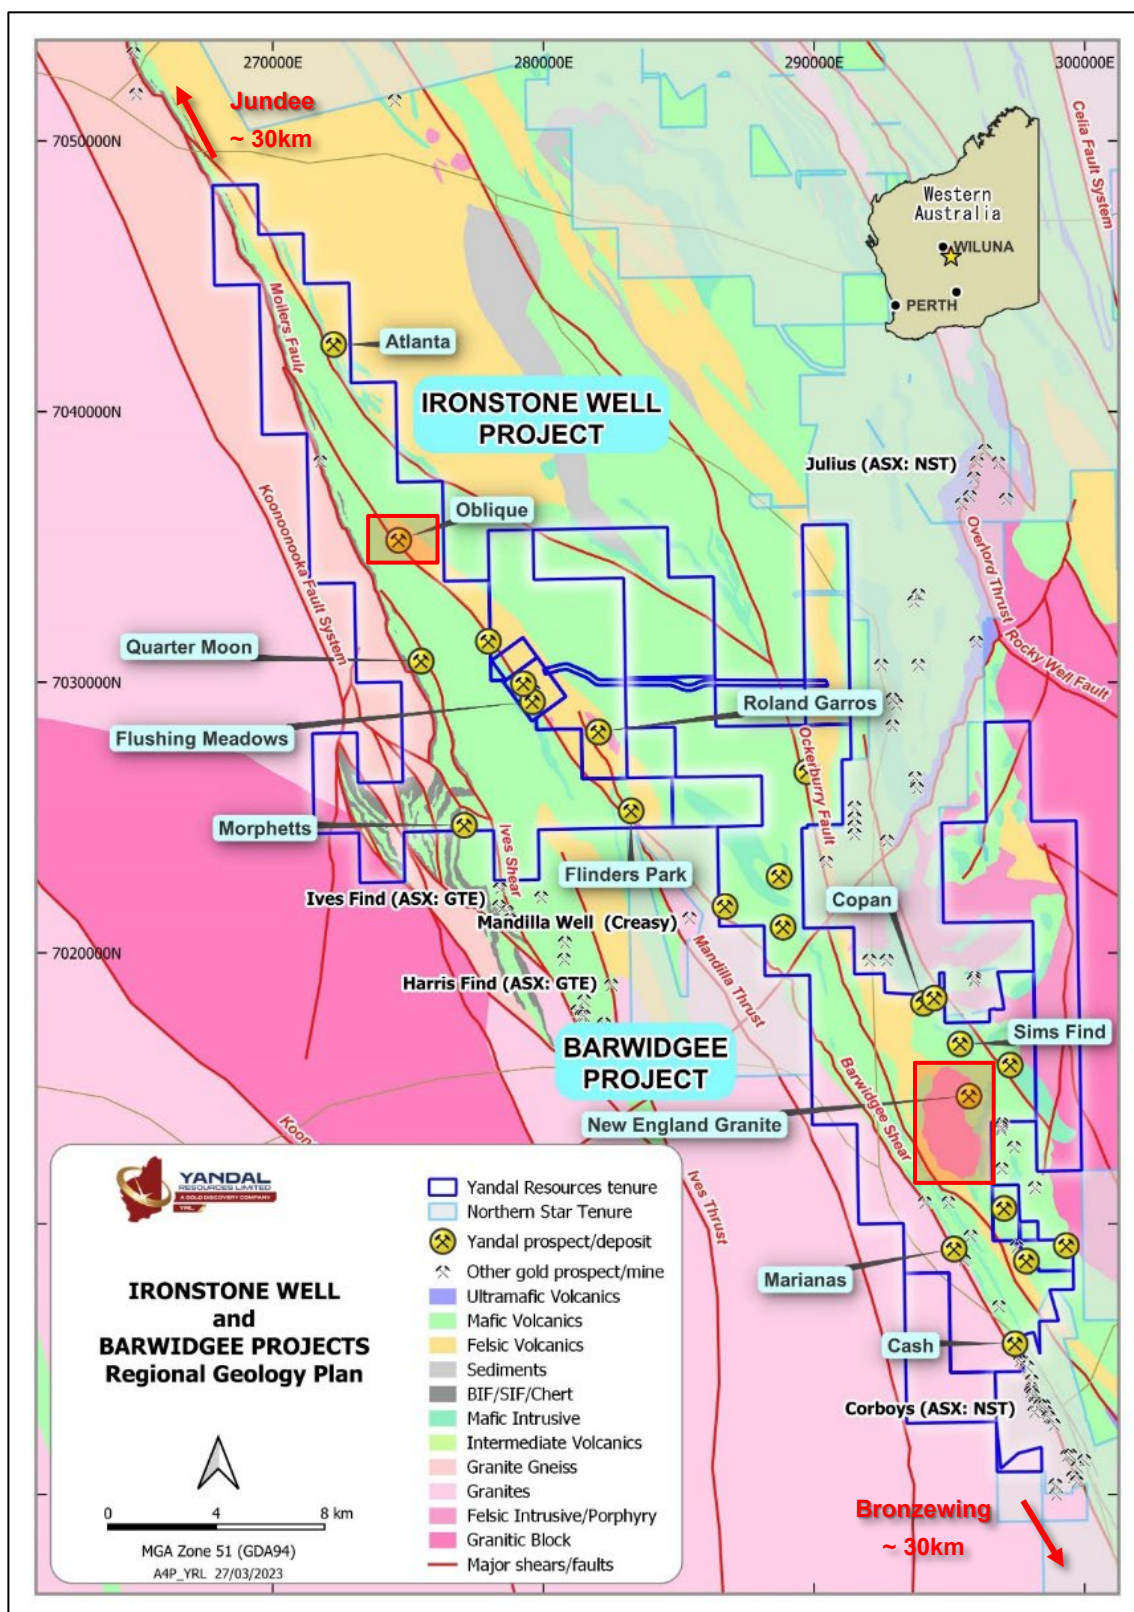 270000E
280000E
290000E
300000E
Jundee
~ 30km
7050000N
Celia Fault System
Western
Australia
WILUNA
PERTH
Moilers Fault
Atlanta
7040000N
IRONSTONE WELL
PROJECT
Julius (ASX: NST)
Oblique
Koonoonooka Fault System
Overlord Thrust
Rocky Well Fault
Quarter Moon
7030000N
Roland Garros
Flushing Meadows
Ockerburry Fault
Morphetts
Ives Shear
Flinders Park
Ives Find (ASX: GTE)
Copan
Mandilla Well (Creasy)
7020000N
Mandilla Thrust
Harris Find (ASX: GTE)
Sims Find
BARWIDGEE
PROJECT
Barwidgee Shear
New England Granite
Koon
Ives Thrust
Marianas
Cash
Corboys (ASX: NST)
Bronzewing
~ 30km
YANDAL
RESOURCES LIMITED
A GOLD DISCOVERY COMPANY
YRL
IRONSTONE WELL
and
BARWIDGEE PROJECTS
Regional Geology Plan
0 4 8 km
MGA Zone 51 (GDA94)
A4P_YRL 27/03/2023
Yandal Resources tenure
Northern Star Tenure
Yandal prospect/deposit
Other gold prospect/mine
Ultramafic Volcanics
Mafic Volcanics
Felsic Volcanics
Sediments
BIF/SIF/Chert
Mafic Intrusive
Intermediate Volcanics
Granite Gneiss
Granites
Felsic Intrusive/Porphyry
Granitic Block
Major shears/faults